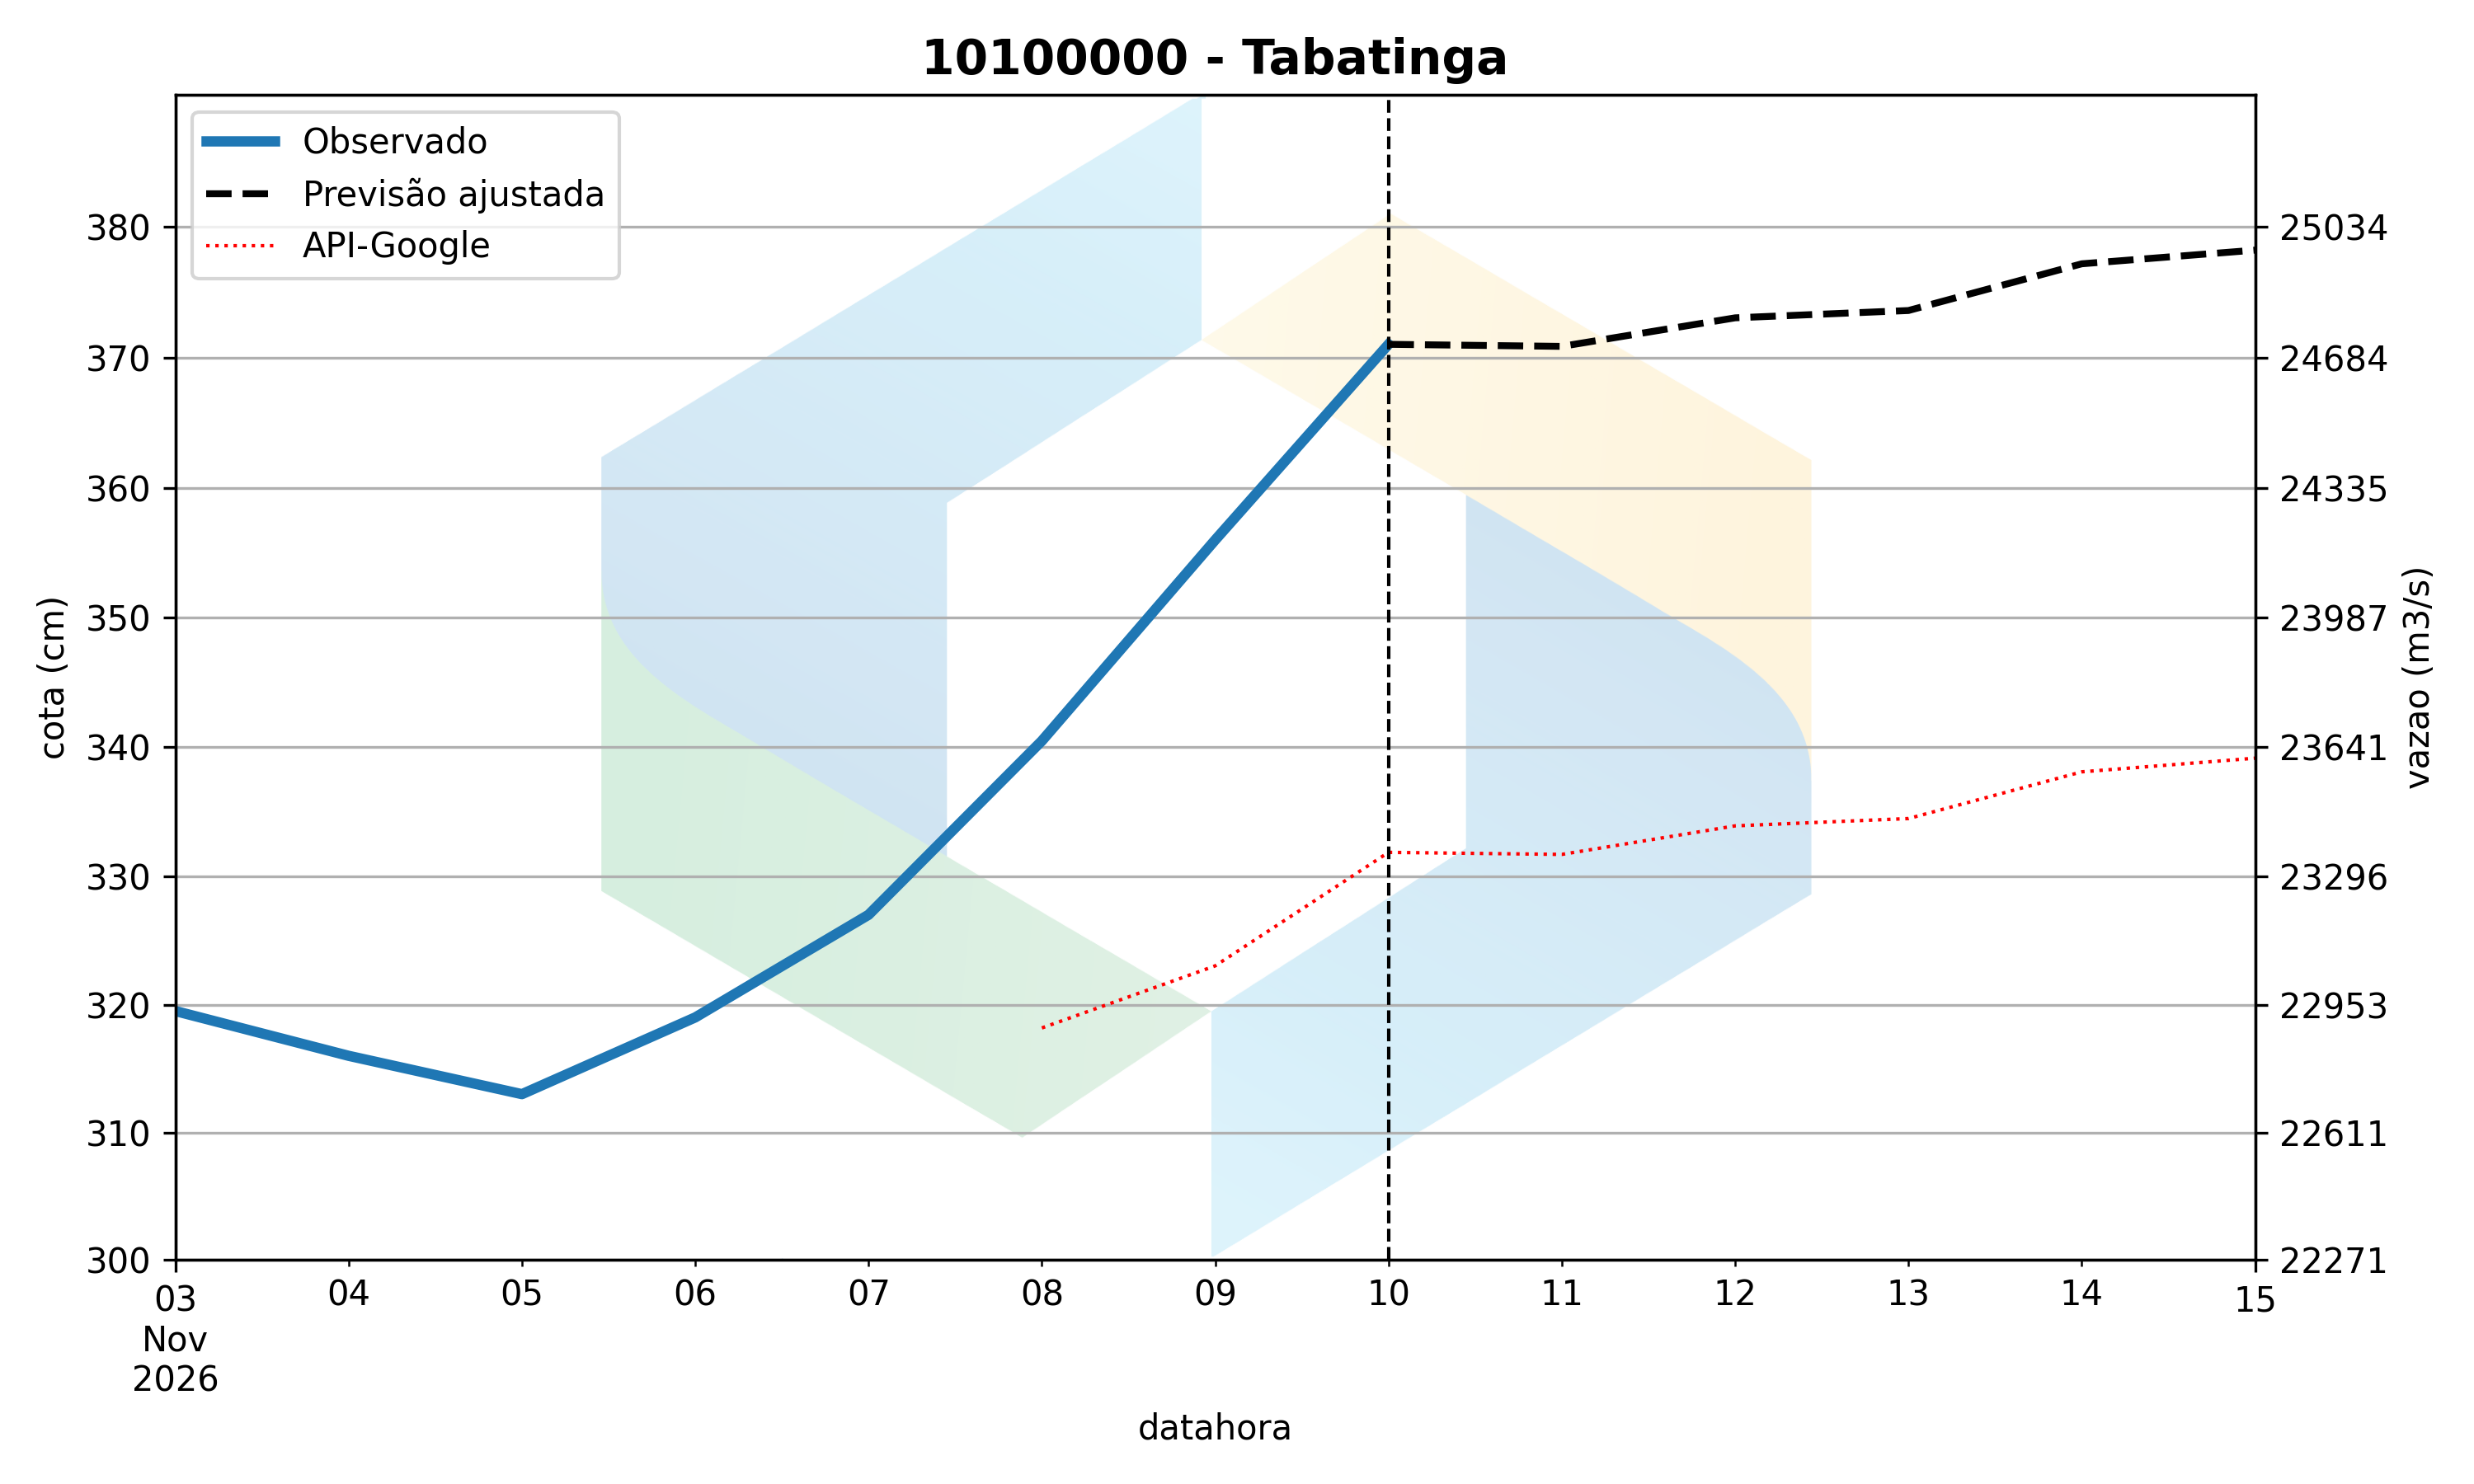 10100000 - Tabatinga
Observado
Previsão ajustada
API-Google
380
370
360
350
340
330
320
310
300
cota (cm)
25034
24684
24335
23987
23641
23296
22953
22611
22271
vazao (m3/s)
03 04 05 06 07 08 09 10 11 12 13 14 15
Nov
2026
datahora